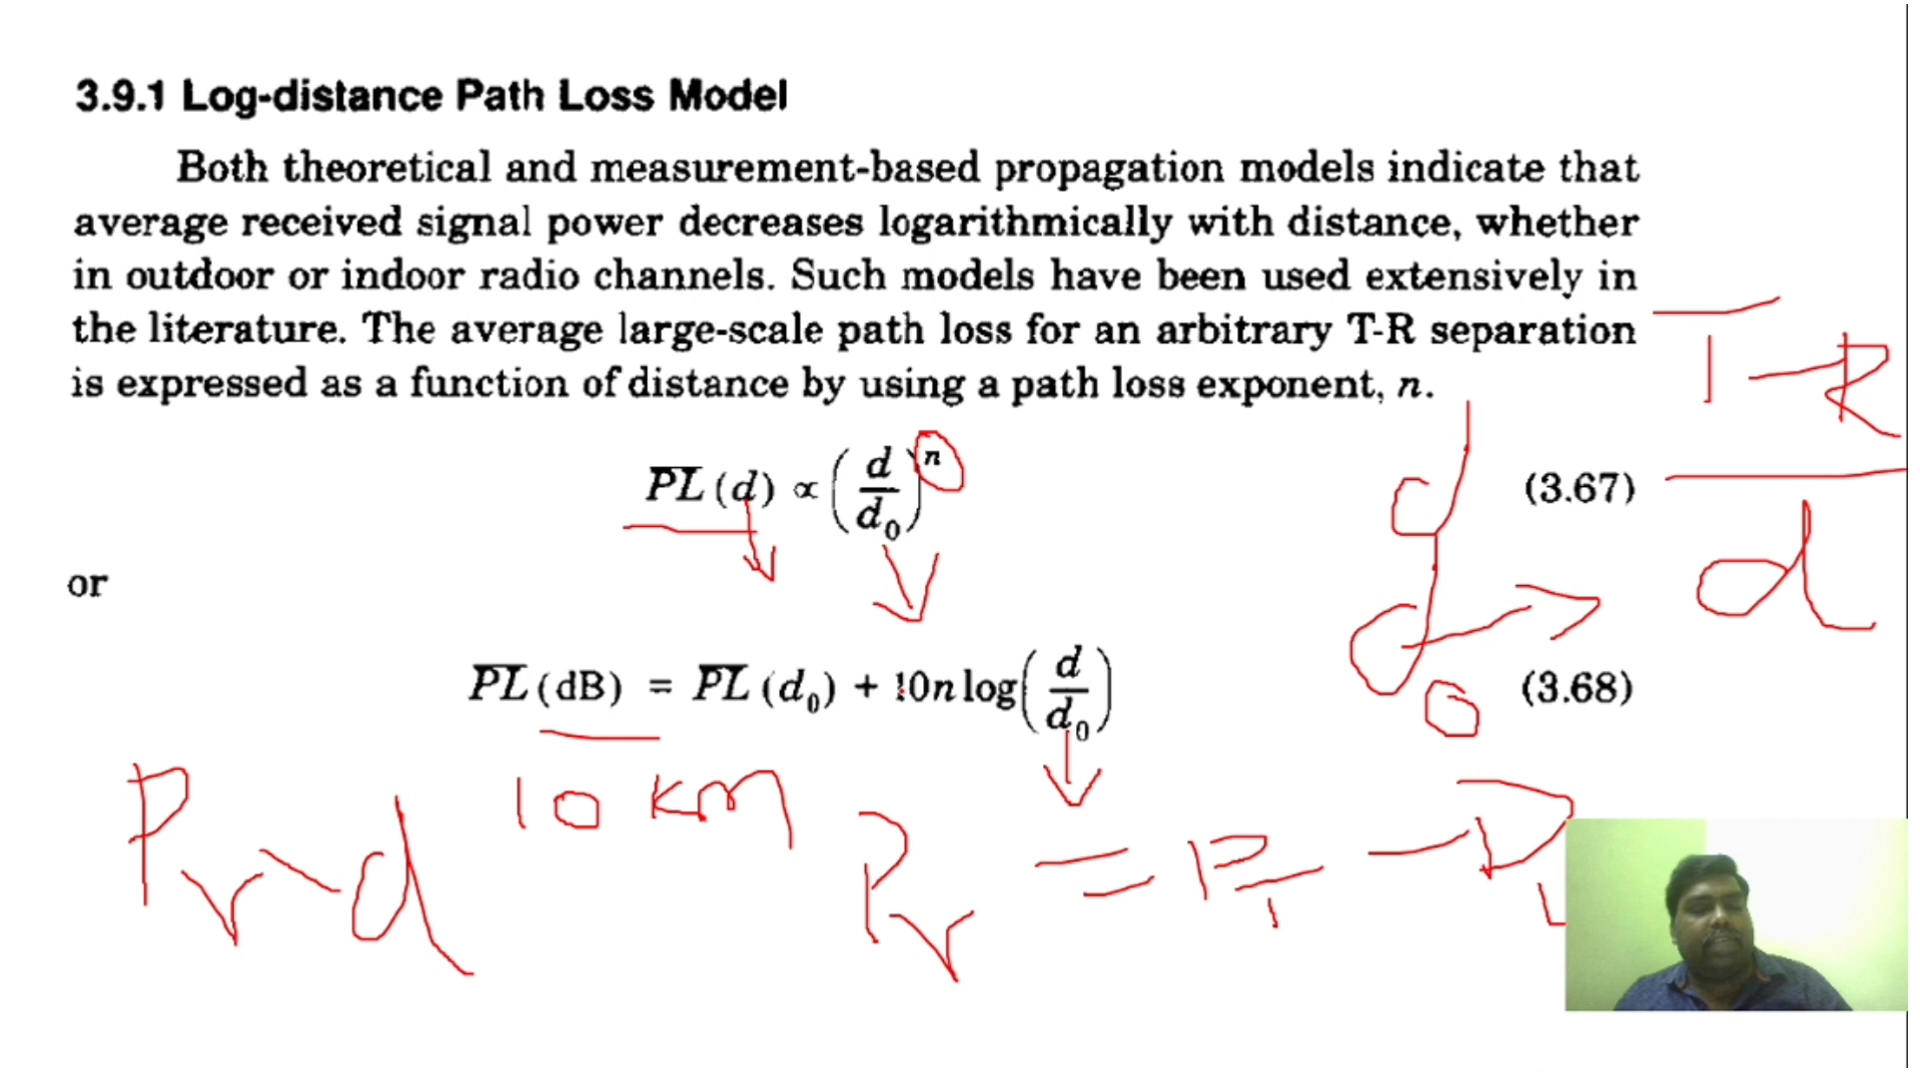 3.9.1 Log-distance Path Loss Model
Both theoretical and measurement-based propagation models indicate that
average received signal power decreases logarithmically with distance, whether
in outdoor or indoor radio channels. Such models have been used extensively in
the literature. The average large-scale path loss for an arbitrary T-R separation
is expressed as a function of distance by using a path loss exponent, n.
T-R
P̅L̅(d) ∝ (d/d₀)ⁿ (3.67)
d
d
or
P̅L̅(dB) = P̅L̅(d₀) + 10n log(d/d₀) (3.68)
d₀
10 km
Pr - d
Pr = PT - PL